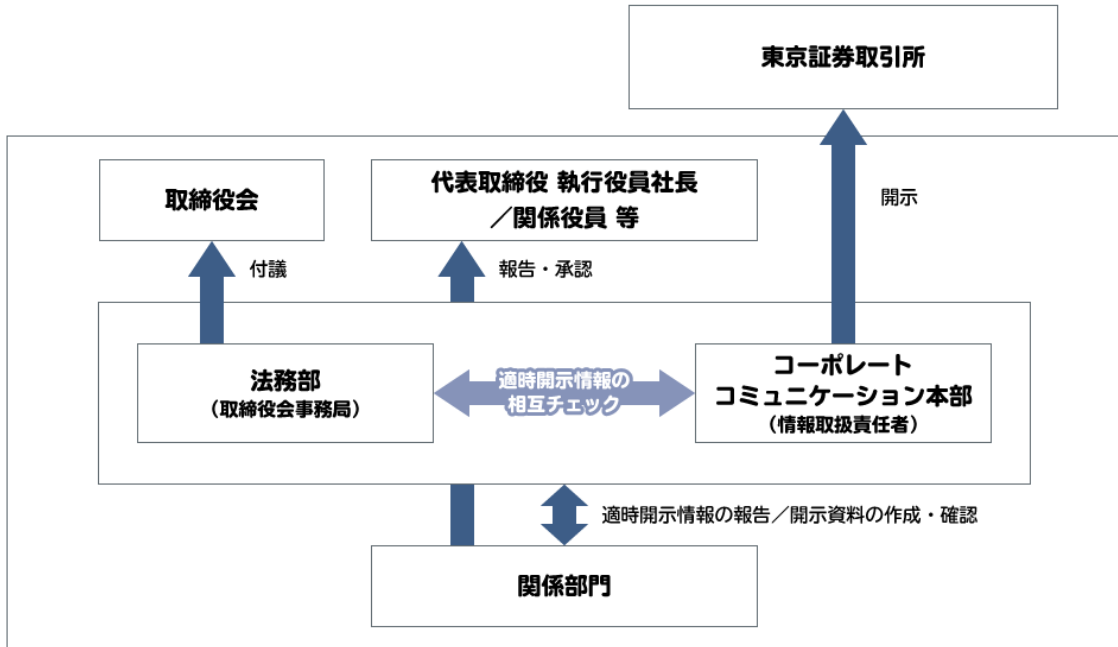 東京証券取引所
取締役会
代表取締役 執行役員社長
／関係役員 等
開示
付議
報告・承認
法務部
（取締役会事務局）
適時開示情報の
相互チェック
コーポレート
コミュニケーション本部
（情報取扱責任者）
適時開示情報の報告／開示資料の作成・確認
関係部門